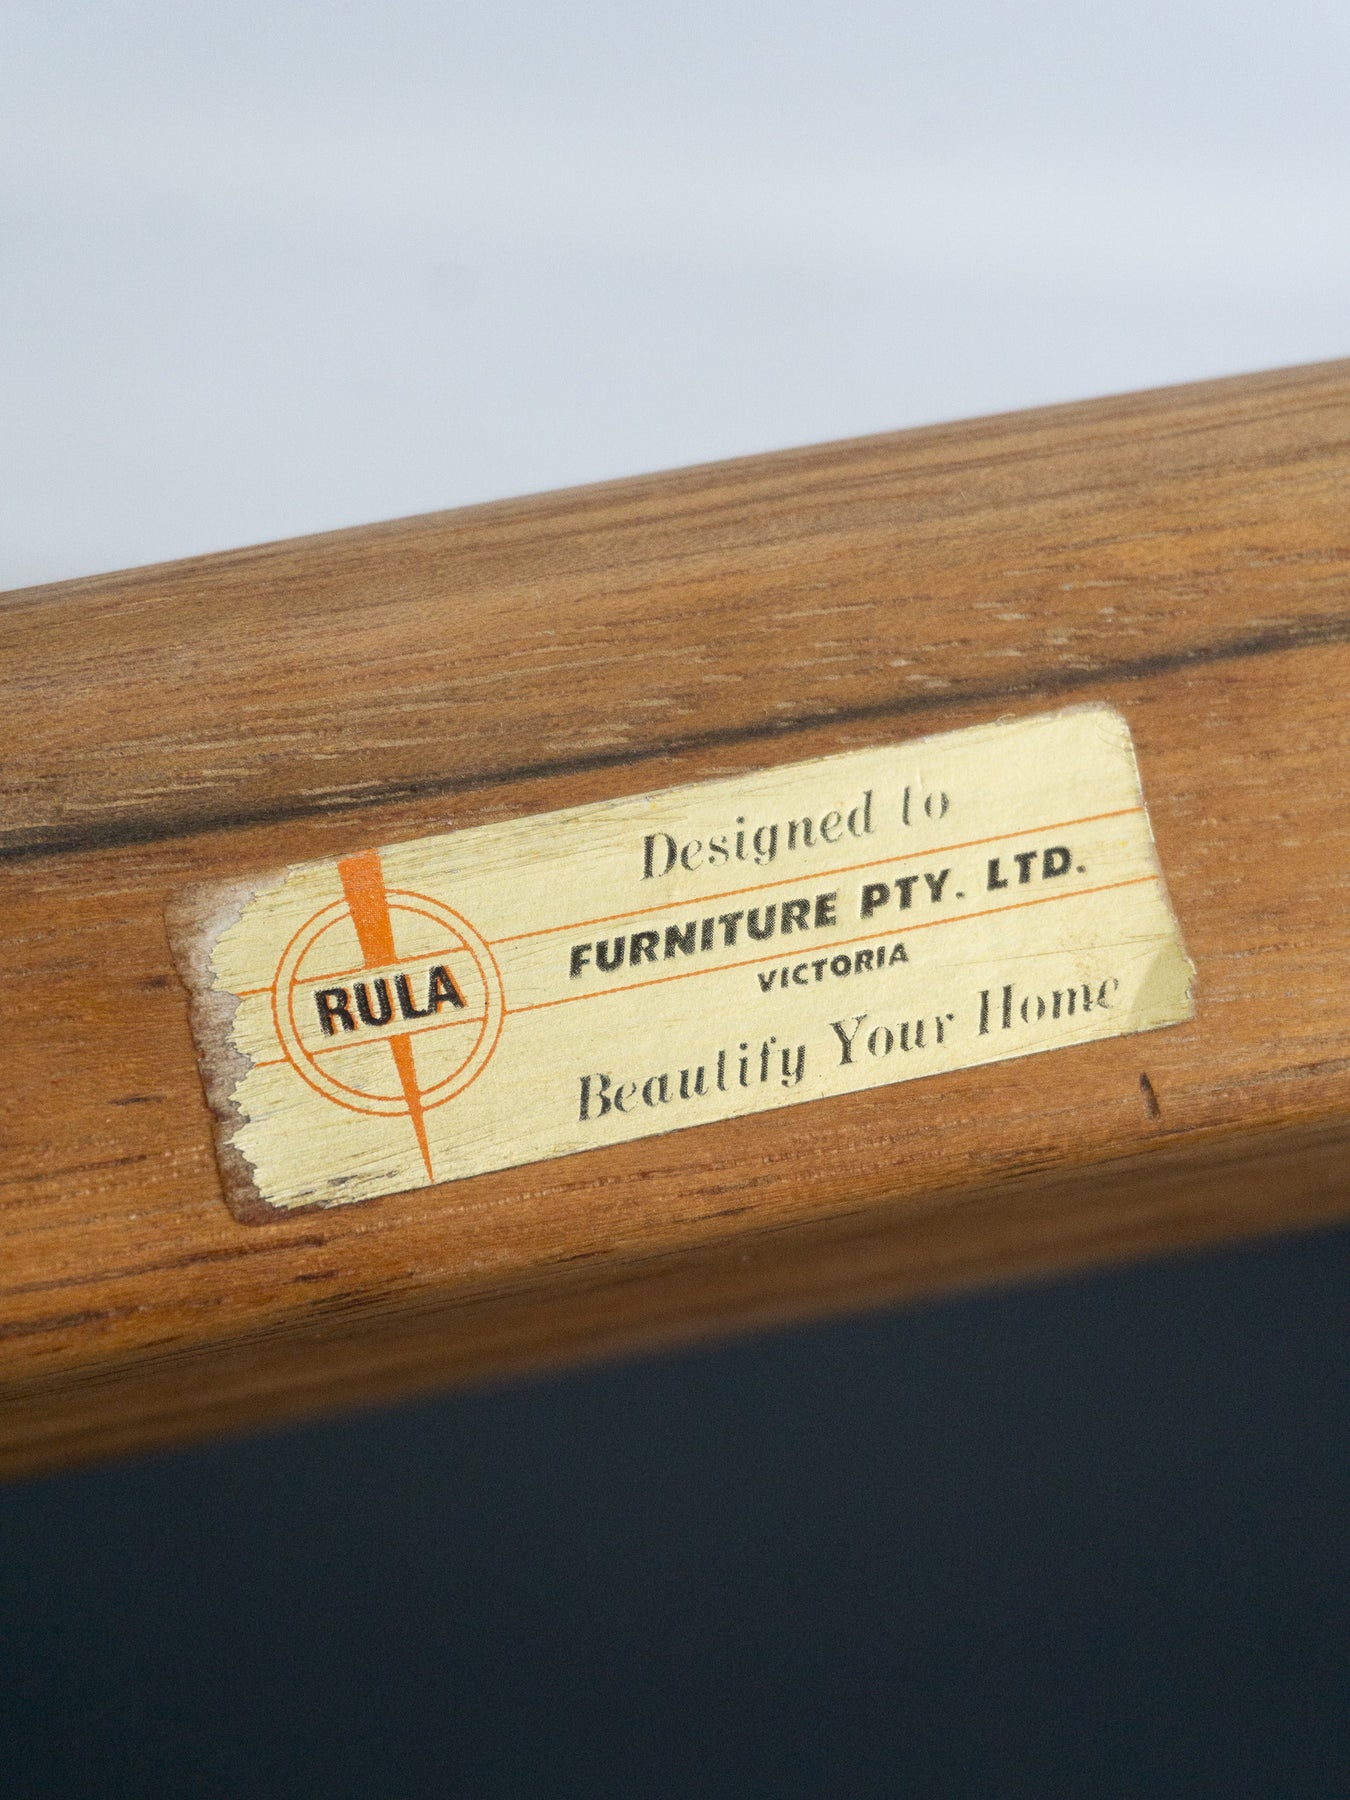 Designed to
RULA FURNITURE PTY. LTD.
VICTORIA
Beautify Your Home